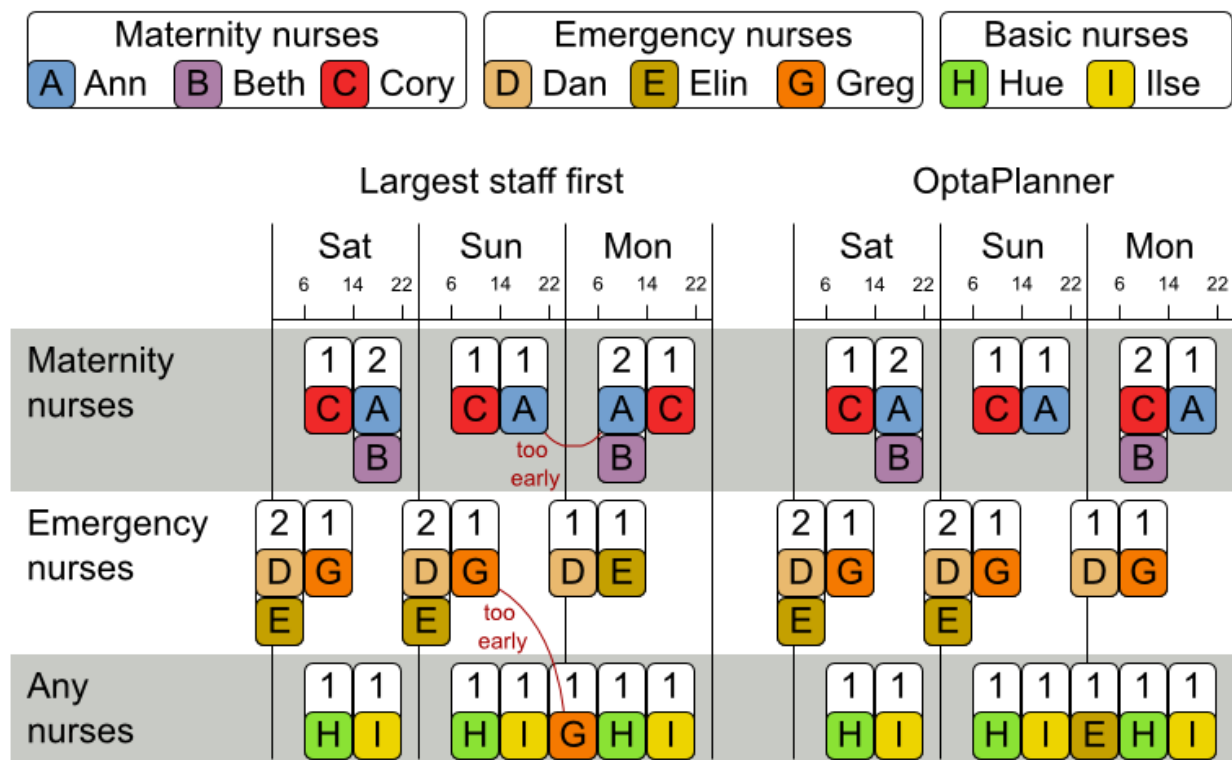 Maternity nurses Emergency nurses Basic nurses
A Ann B Beth C Cory D Dan E Elin G Greg H Hue I Ilse
Largest staff first OptaPlanner
Sat Sun Mon Sat Sun Mon
6 14 22 6 14 22 6 14 22 6 14 22 6 14 22 6 14 22
Maternity 1 2 1 1 2 1 1 2 1 1 2 1
nurses C A C A A C C A C A C A
too B B B B
early
Emergency 2 1 2 1 1 1 2 1 2 1 1 1
nurses D G D G D E D G D G D G
E E too E E
early
Any 1 1 1 1 1 1 1 1 1 1 1 1 1 1
nurses H I H I G H I H I H I E H I